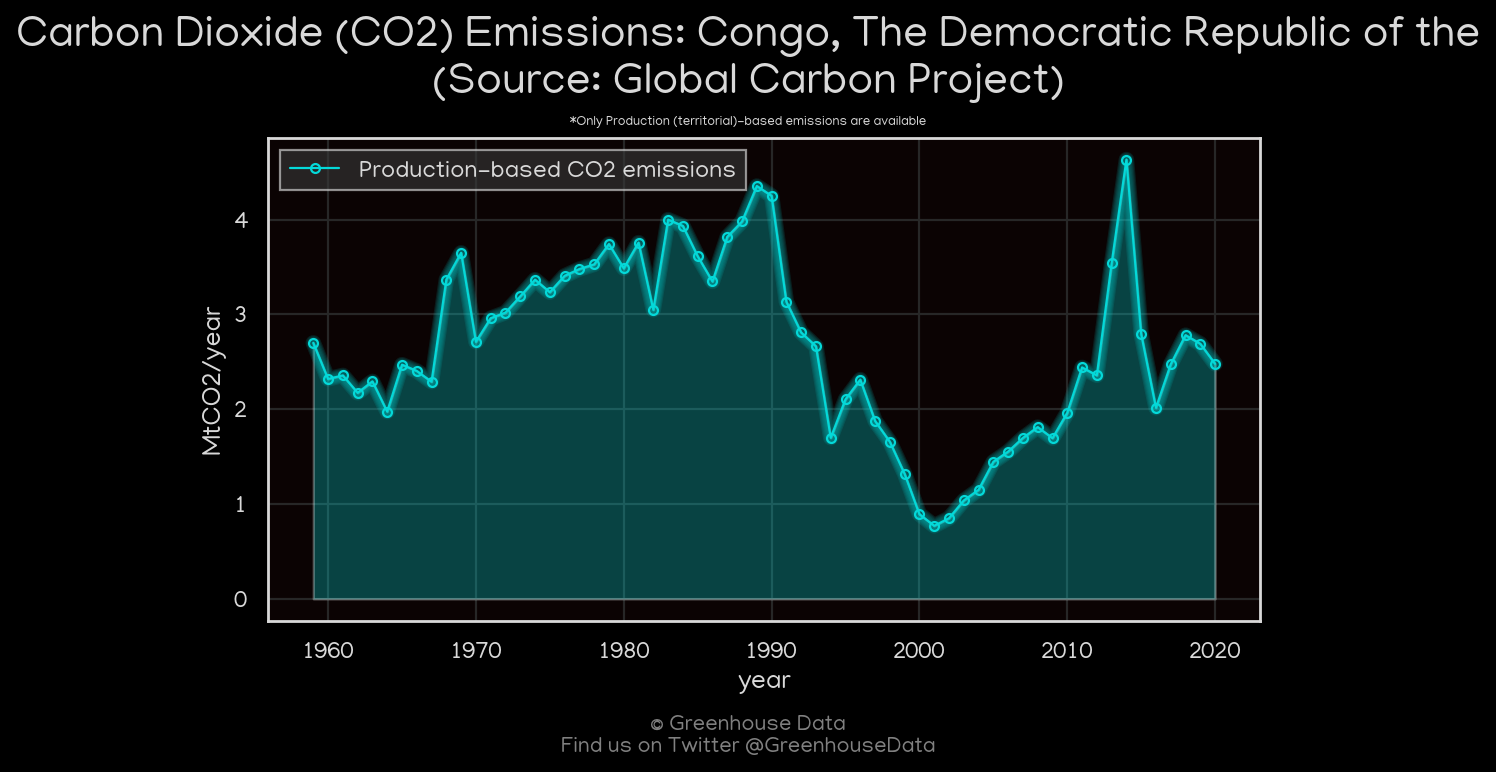 Carbon Dioxide (CO2) Emissions: Congo, The Democratic Republic of the
(Source: Global Carbon Project)
*Only Production (territorial)-based emissions are available
Production-based CO2 emissions
MtCO2/year
4
3
2
1
0
1960 1970 1980 1990 2000 2010 2020
year
© Greenhouse Data
Find us on Twitter @GreenhouseData